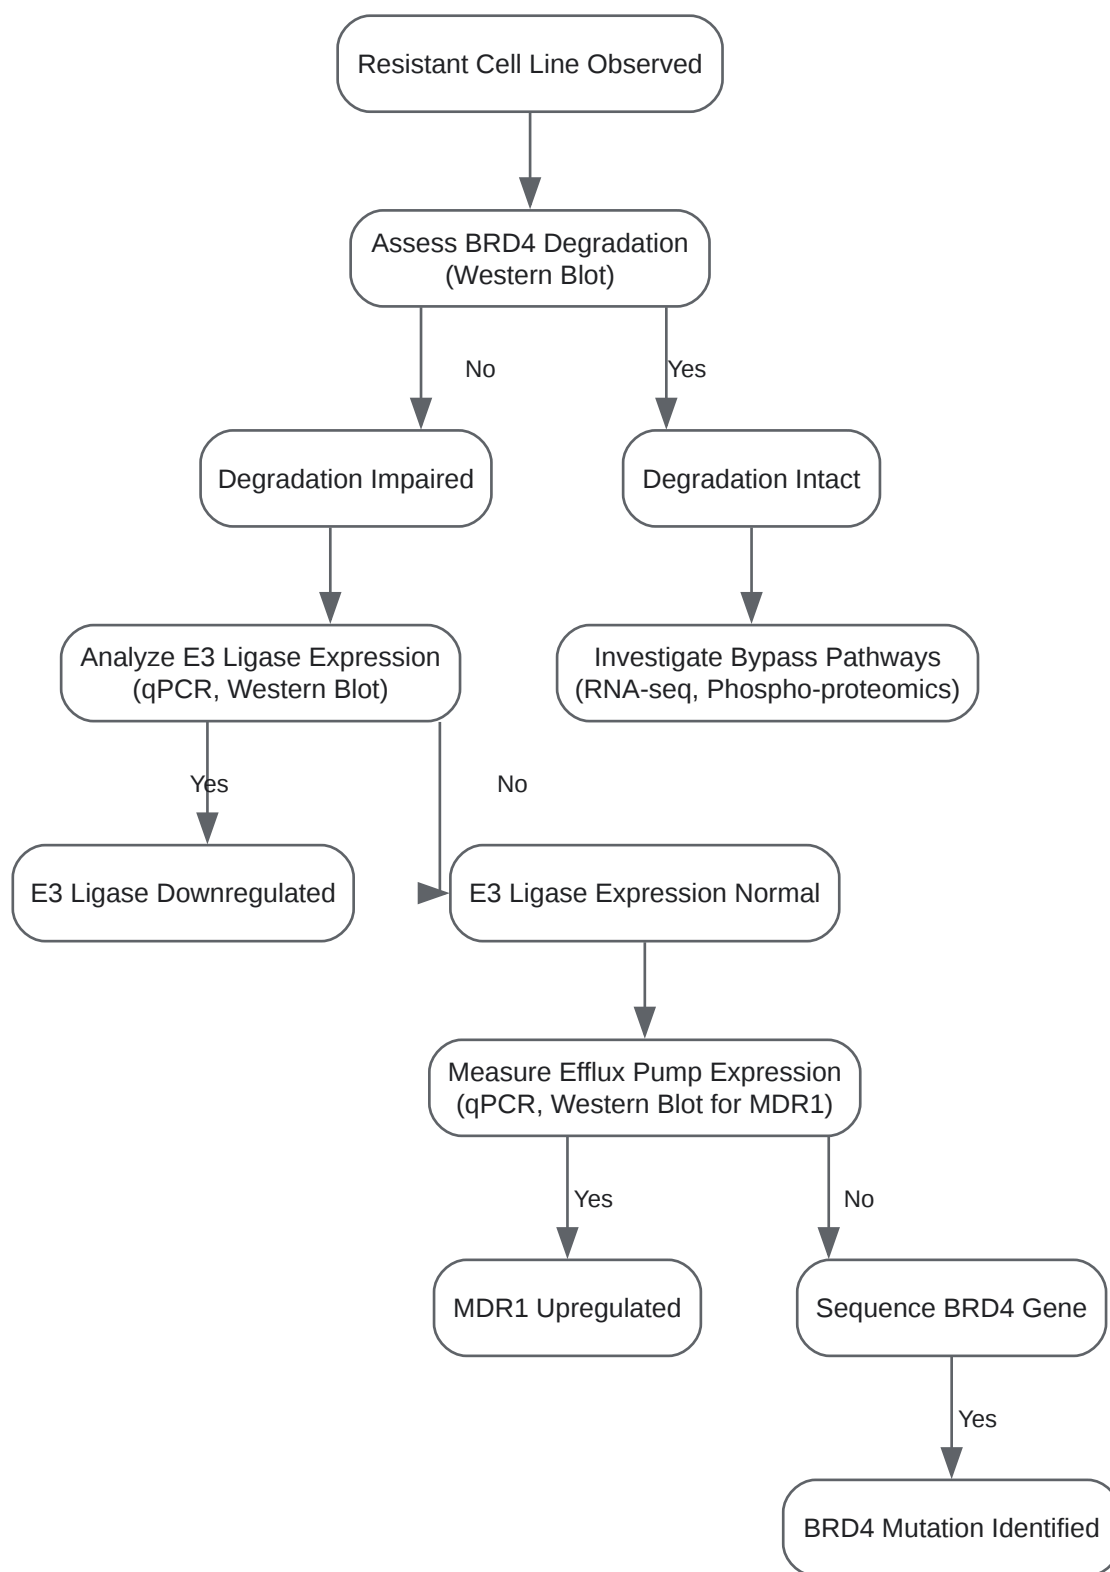 Resistant Cell Line Observed
Assess BRD4 Degradation
(Western Blot)
No
Yes
Degradation Impaired
Degradation Intact
Analyze E3 Ligase Expression
(qPCR, Western Blot)
Investigate Bypass Pathways
(RNA-seq, Phospho-proteomics)
Yes
No
E3 Ligase Downregulated
E3 Ligase Expression Normal
Measure Efflux Pump Expression
(qPCR, Western Blot for MDR1)
Yes
No
MDR1 Upregulated
Sequence BRD4 Gene
Yes
BRD4 Mutation Identified